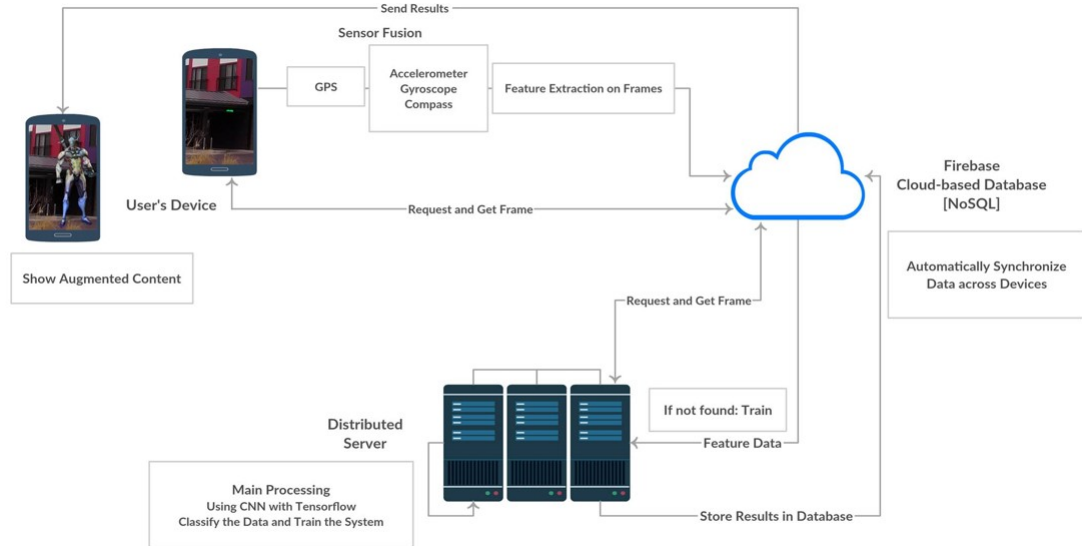 Send Results
Sensor Fusion
GPS
Accelerometer
Gyroscope
Compass
Feature Extraction on Frames
User's Device
Request and Get Frame
Show Augmented Content
Firebase
Cloud-based Database
[NoSQL]
Automatically Synchronize
Data across Devices
Request and Get Frame
If not found: Train
Feature Data
Distributed
Server
Main Processing
Using CNN with Tensorflow
Classify the Data and Train the System
Store Results in Database